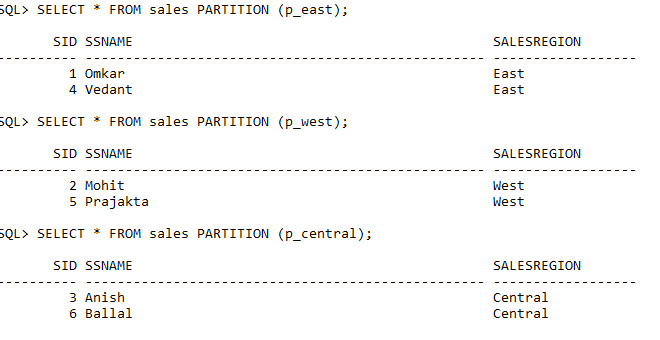 SQL> SELECT * FROM sales PARTITION (p_east);
SID SSNAME SALESREGION
---------- -------------------------------------------------- ------------------
1 Omkar East
4 Vedant East
SQL> SELECT * FROM sales PARTITION (p_west);
SID SSNAME SALESREGION
---------- -------------------------------------------------- ------------------
2 Mohit West
5 Prajakta West
SQL> SELECT * FROM sales PARTITION (p_central);
SID SSNAME SALESREGION
---------- -------------------------------------------------- ------------------
3 Anish Central
6 Ballal Central